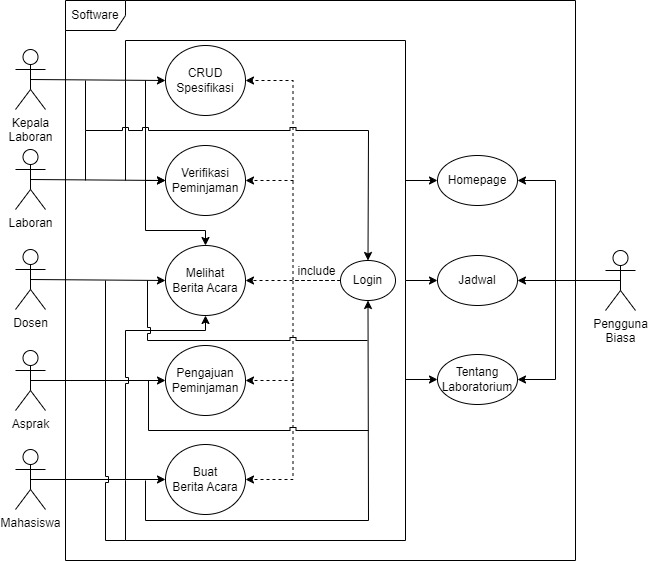 Software
Kepala
Laboran
Laboran
Dosen
Asprak
Mahasiswa
CRUD
Spesifikasi
Verifikasi
Peminjaman
Melihat
Berita Acara
Pengajuan
Peminjaman
Buat
Berita Acara
include
Login
Homepage
Jadwal
Tentang
Laboratorium
Pengguna
Biasa